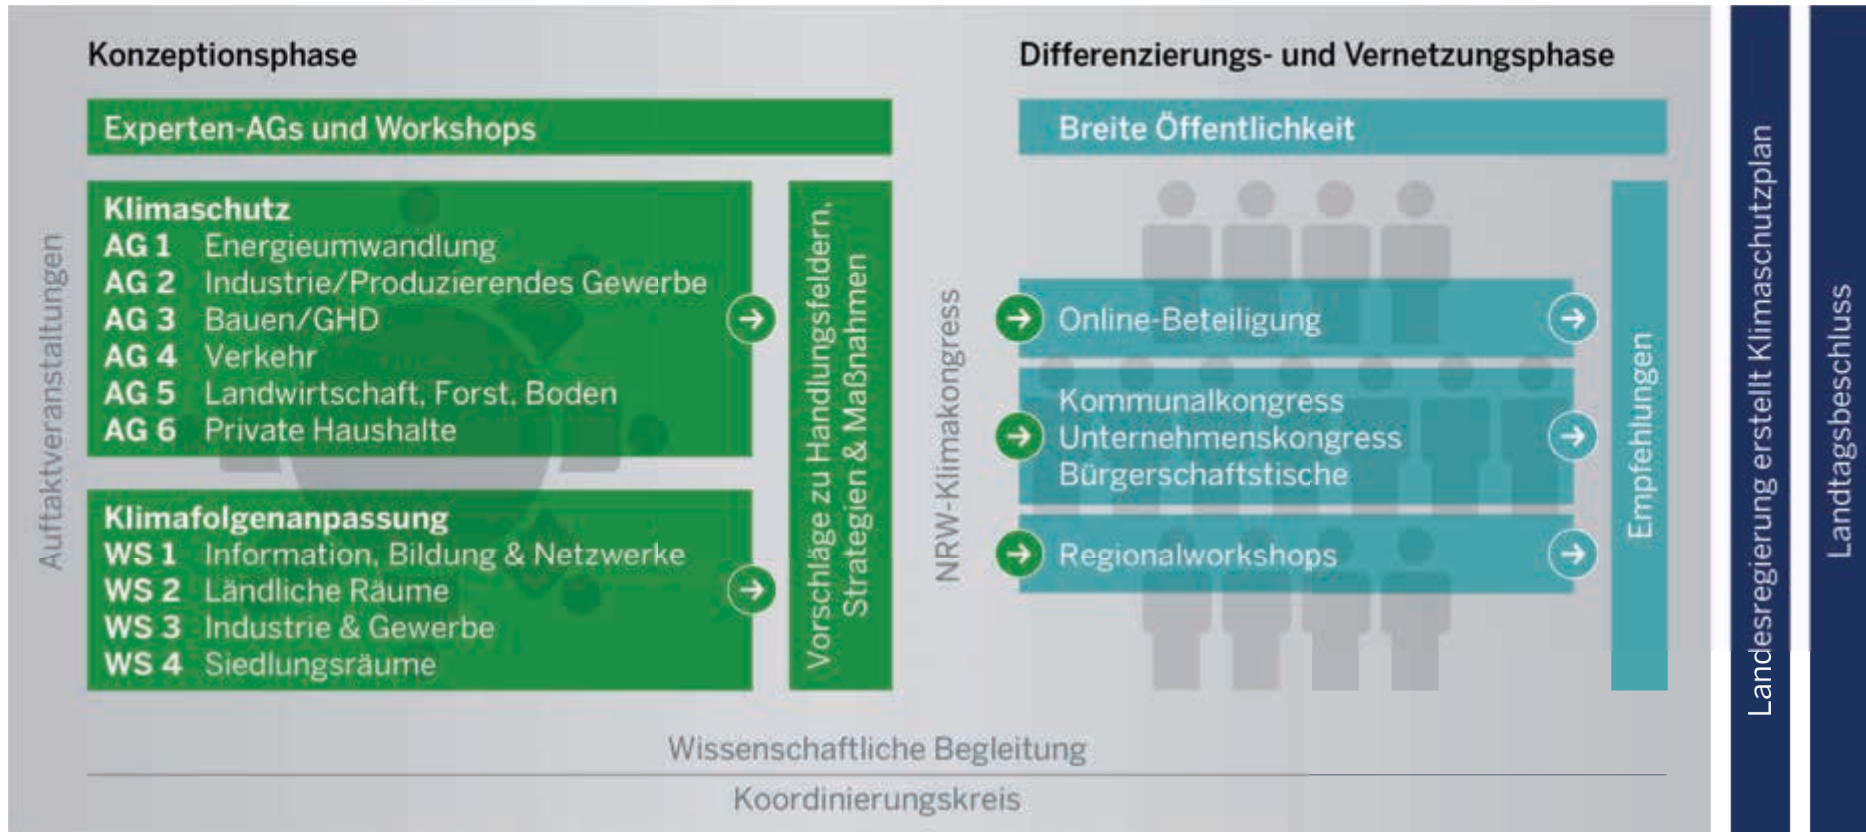 Konzeptionsphase
Experten-AGs und Workshops
Auftaktveranstaltungen
Klimaschutz
AG 1 Energieumwandlung
AG 2 Industrie/Produzierendes Gewerbe
AG 3 Bauen/GHD
AG 4 Verkehr
AG 5 Landwirtschaft, Forst, Boden
AG 6 Private Haushalte
Klimafolgenanpassung
WS 1 Information, Bildung & Netzwerke
WS 2 Ländliche Räume
WS 3 Industrie & Gewerbe
WS 4 Siedlungsräume
Vorschläge zu Handlungsfeldern,
Strategien & Maßnahmen
NRW-Klimakongress
Differenzierungs- und Vernetzungsphase
Breite Öffentlichkeit
Online-Beteiligung
Kommunalkongress
Unternehmenskongress
Bürgerschaftstische
Regionalworkshops
Empfehlungen
Landesregierung erstellt Klimaschutzplan
Landtagsbeschluss
Wissenschaftliche Begleitung
Koordinierungskreis